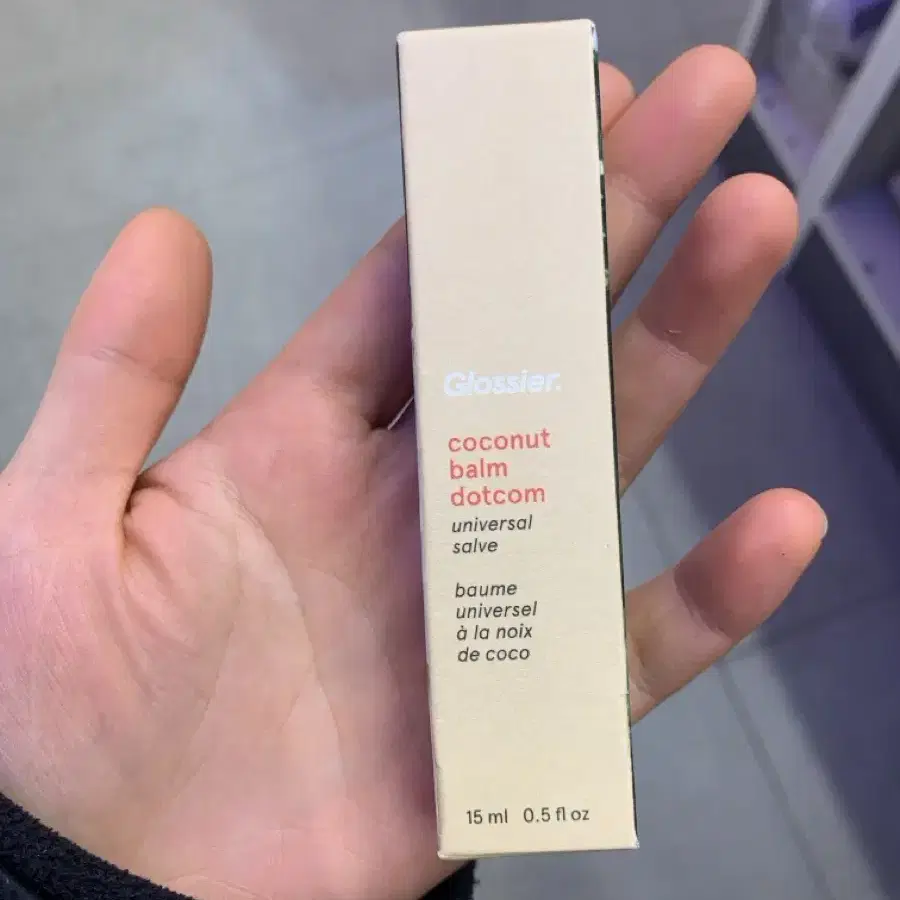 Glossier.
coconut
balm
dotcom
universal
salve
baume
universel
à la noix
de coco
15 ml 0.5 fl oz